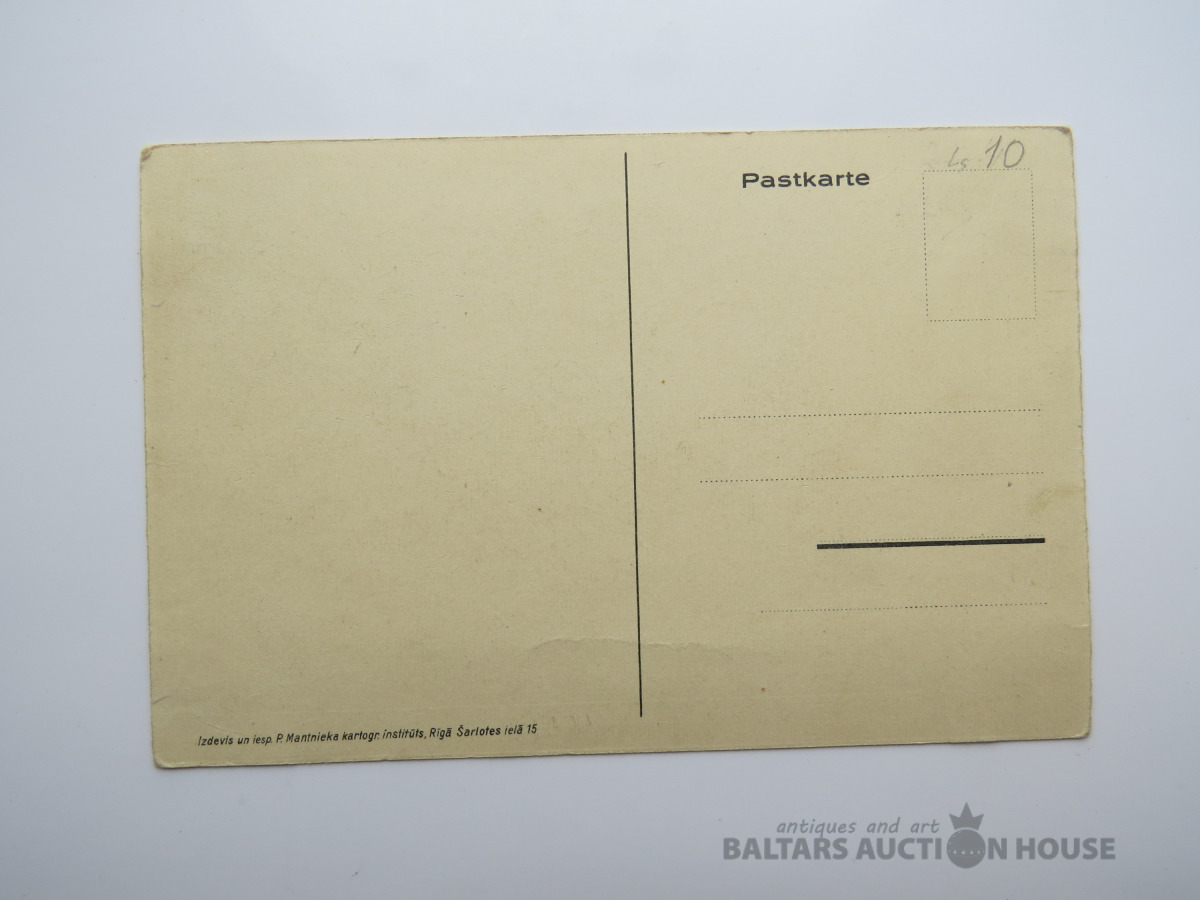 Ls 10
Pastkarte
Izdevis un iesp. P. Mantnieka kartogr. institūts, Rīgā Šarlotes ielā 15
antiques and art
BALTARS AUCTION HOUSE